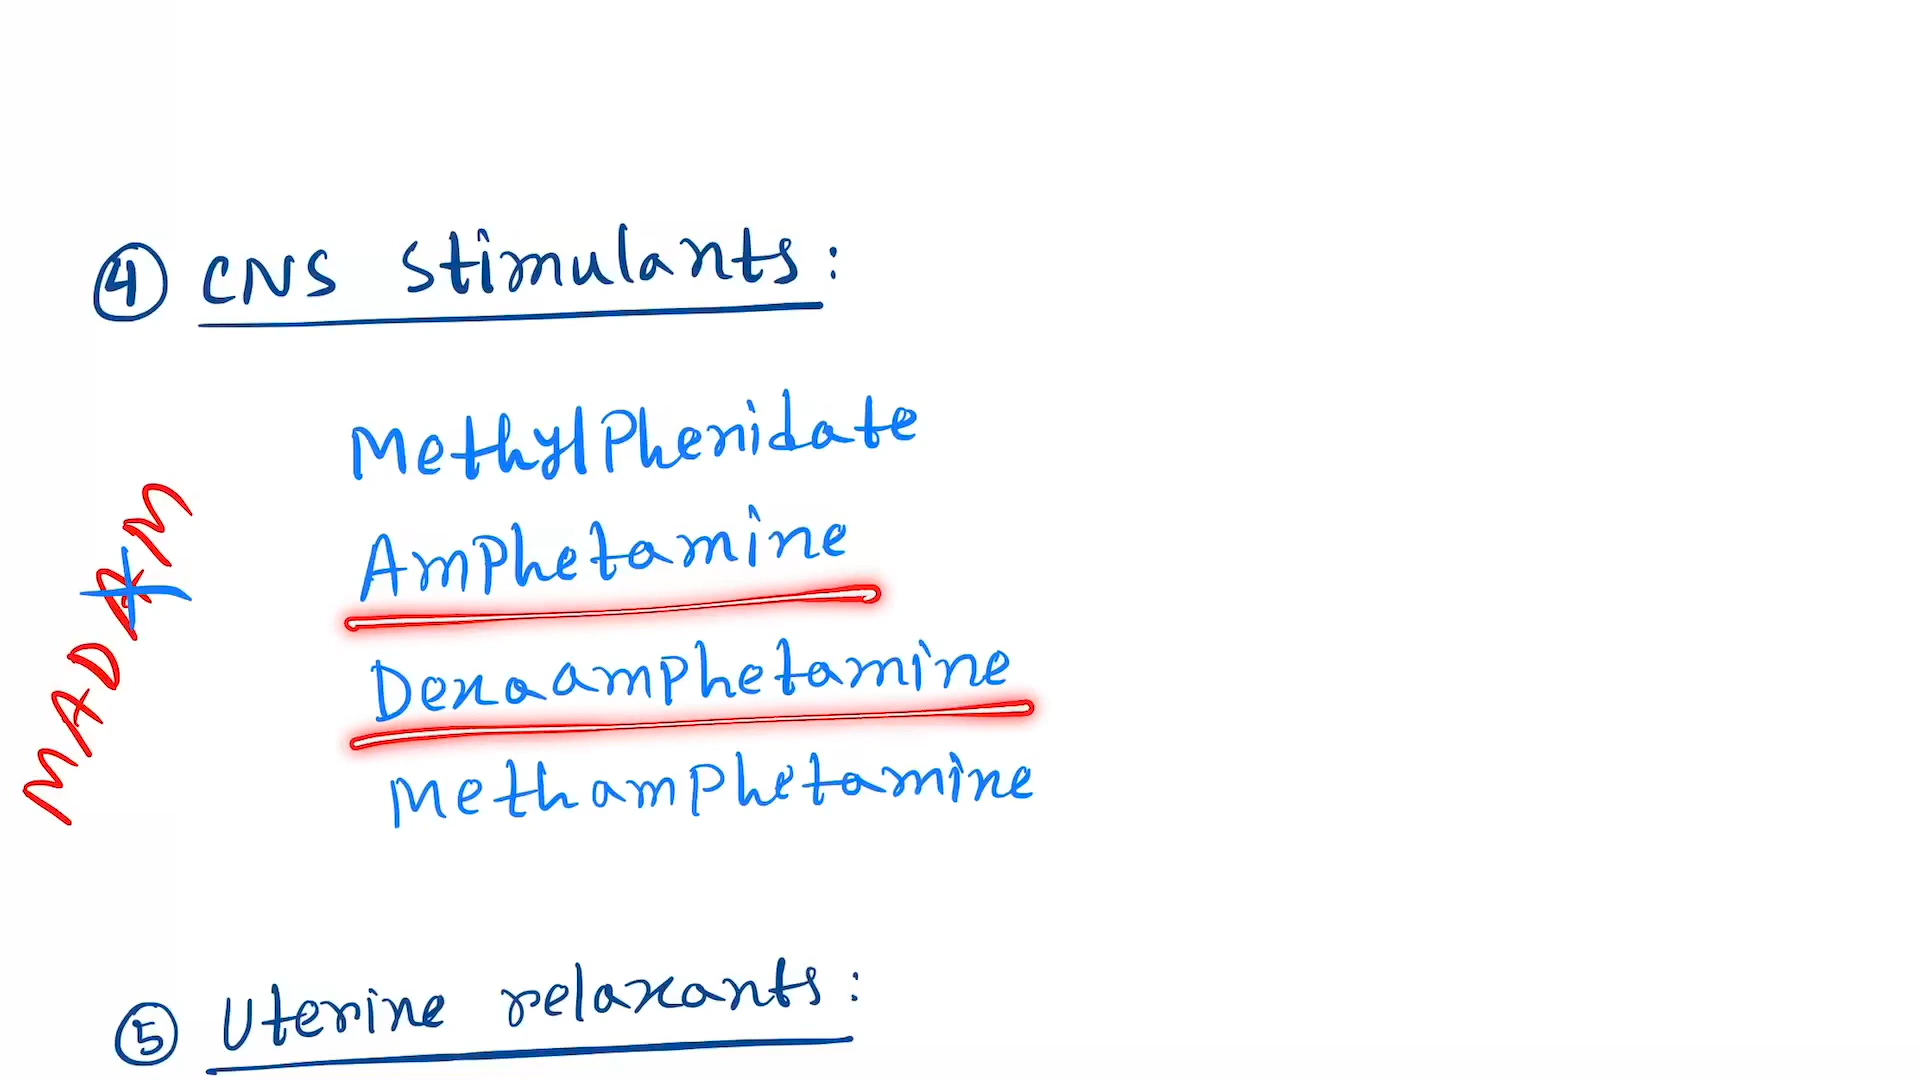 ④ CNS stimulants:
MethylPhenidate
Amphetamine
Dexaamphetamine
Methamphetamine
MADAM
⑤ Uterine relaxants: